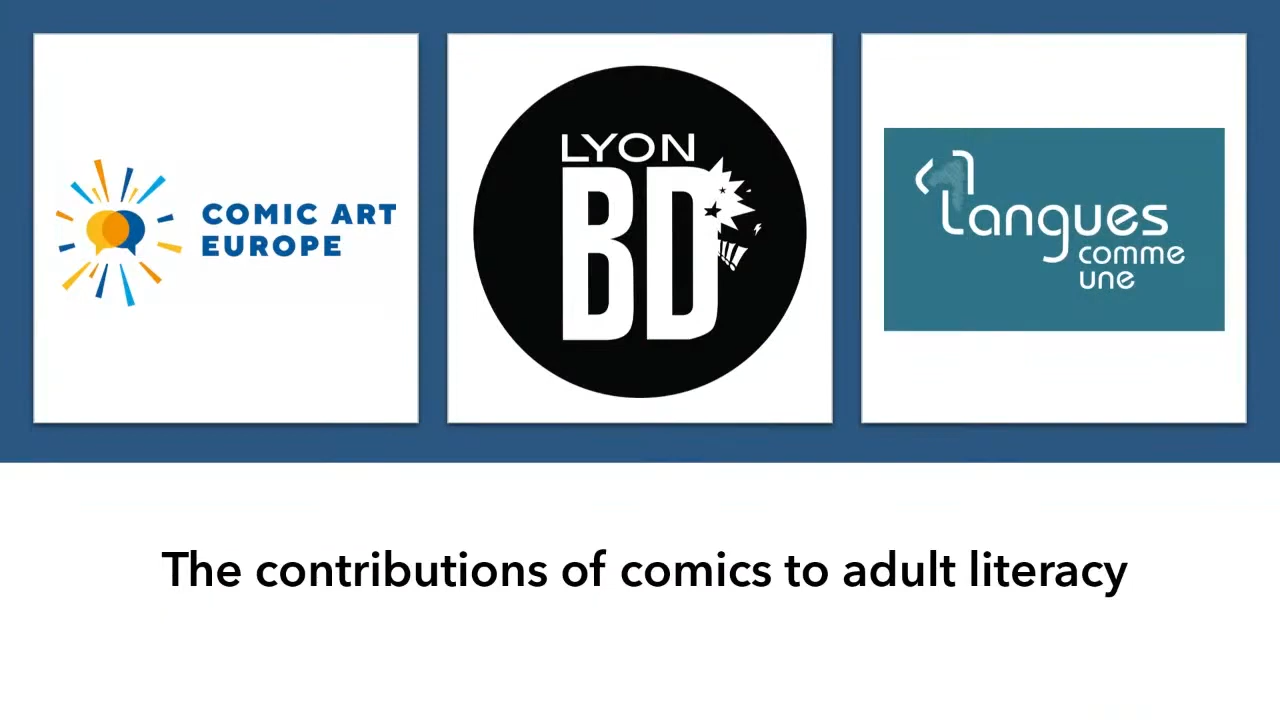 COMIC ART
EUROPE
LYON
BD
Langues
comme
une
The contributions of comics to adult literacy